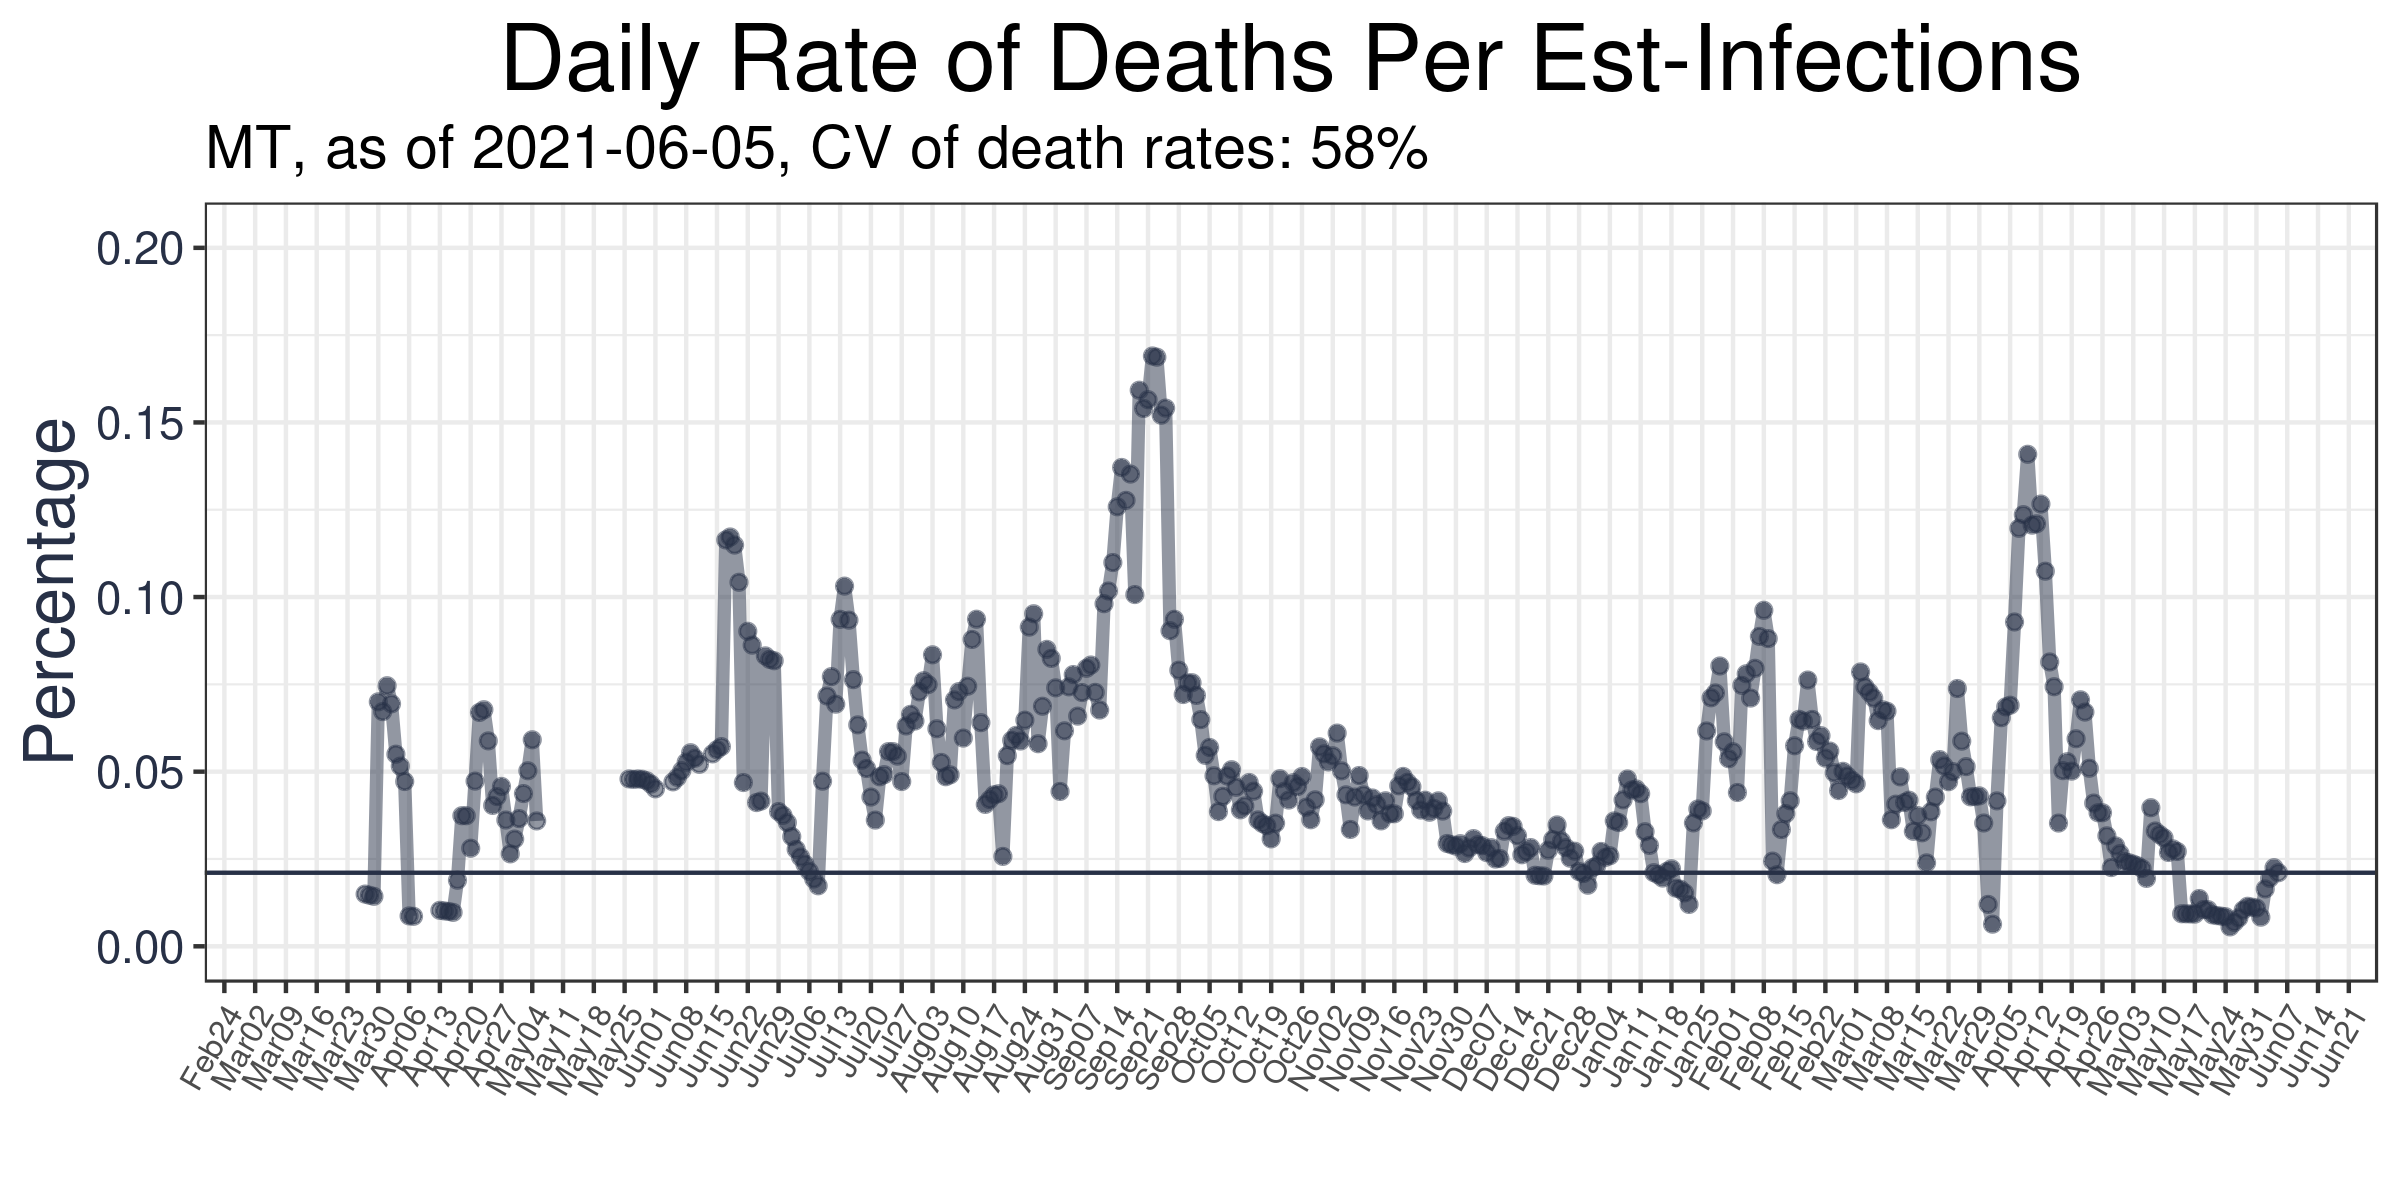 Daily Rate of Deaths Per Est-Infections
MT, as of 2021-06-05, CV of death rates: 58%
Percentage
0.20
0.15
0.10
0.05
0.00
Feb24
Mar02
Mar09
Mar16
Mar23
Mar30
Apr06
Apr13
Apr20
Apr27
May04
May11
May18
May25
Jun01
Jun08
Jun15
Jun22
Jun29
Jul06
Jul13
Jul20
Jul27
Aug03
Aug10
Aug17
Aug24
Aug31
Sep07
Sep14
Sep21
Sep28
Oct05
Oct12
Oct19
Oct26
Nov02
Nov09
Nov16
Nov23
Nov30
Dec07
Dec14
Dec21
Dec28
Jan04
Jan11
Jan18
Jan25
Feb01
Feb08
Feb15
Feb22
Mar01
Mar08
Mar15
Mar22
Mar29
Apr05
Apr12
Apr19
Apr26
May03
May10
May17
May24
May31
Jun07
Jun14
Jun21